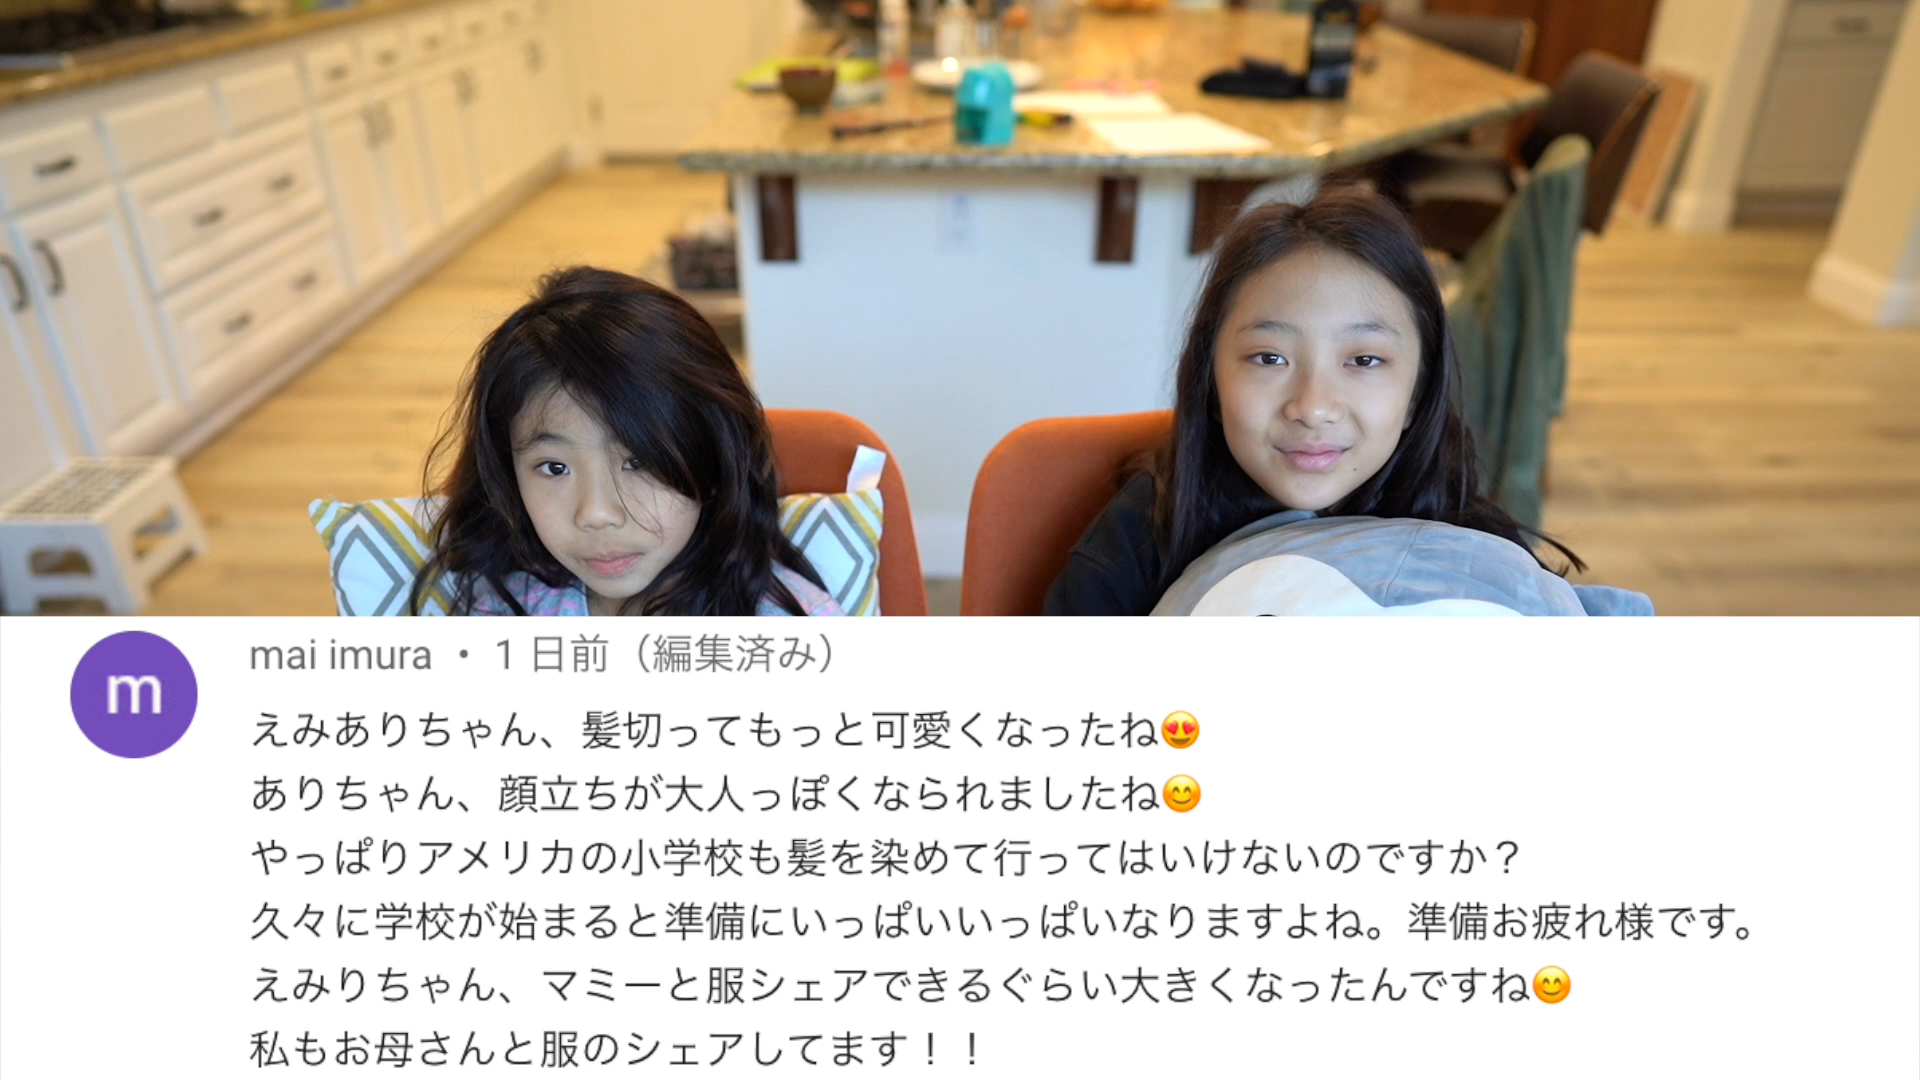 m
mai imura ・ 1 日前（編集済み）
えみありちゃん、髪切ってもっと可愛くなったね😍
ありちゃん、顔立ちが大人っぽくなられましたね😊
やっぱりアメリカの小学校も髪を染めて行ってはいけないのですか？
久々に学校が始まると準備にいっぱいいっぱいなりますよね。準備お疲れ様です。
えみりちゃん、マミーと服シェアできるぐらい大きくなったんですね😊
私もお母さんと服のシェアしてます！！